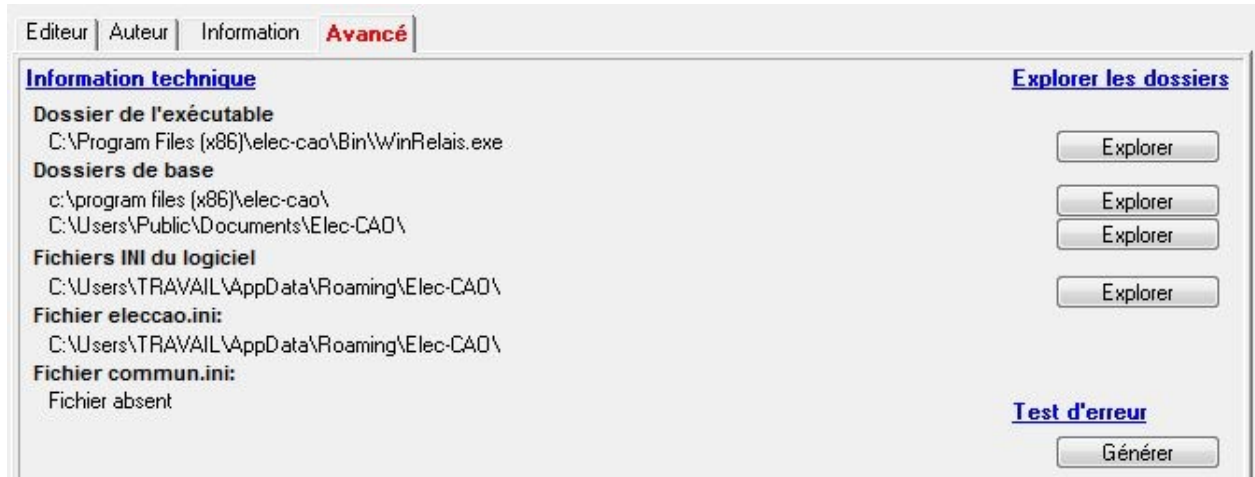 Editeur Auteur Information Avancé
Information technique Explorer les dossiers
Dossier de l'exécutable
C:\Program Files (x86)\elec-cao\Bin\WinRelais.exe Explorer
Dossiers de base
c:\program files (x86)\elec-cao\ Explorer
C:\Users\Public\Documents\Elec-CAO\ Explorer
Fichiers INI du logiciel
C:\Users\TRAVAIL\AppData\Roaming\Elec-CAO\ Explorer
Fichier eleccao.ini:
C:\Users\TRAVAIL\AppData\Roaming\Elec-CAO\
Fichier commun.ini:
Fichier absent
Test d'erreur
Générer